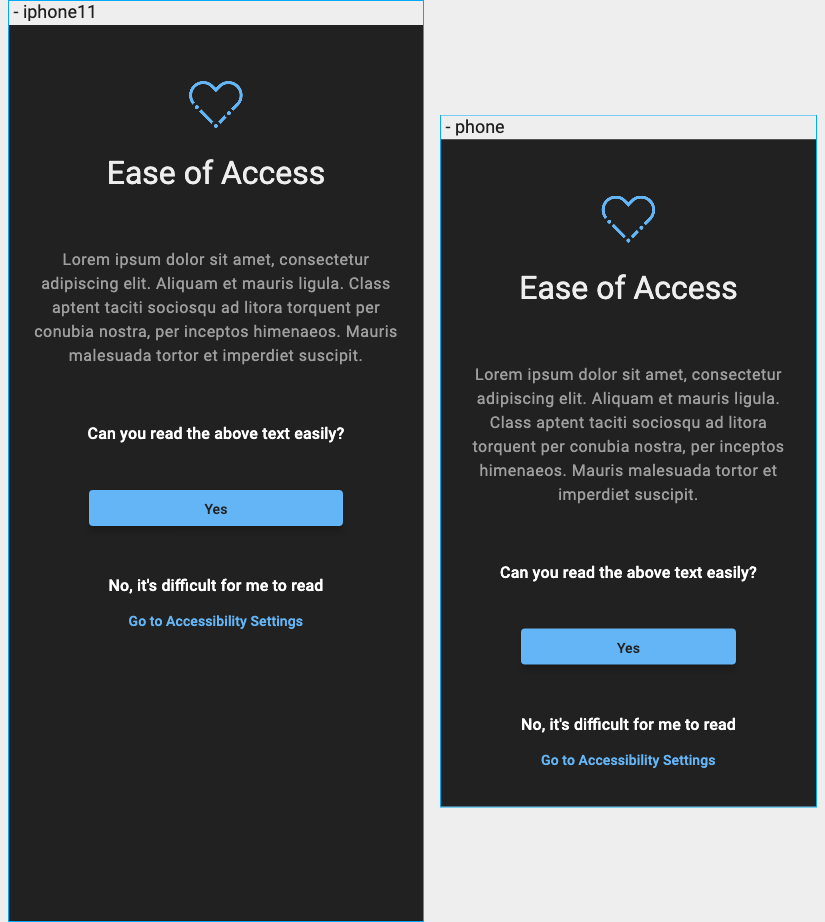 - iphone11
Ease of Access
Lorem ipsum dolor sit amet, consectetur
adipiscing elit. Aliquam et mauris ligula. Class
aptent taciti sociosqu ad litora torquent per
conubia nostra, per inceptos himenaeos. Mauris
malesuada tortor et imperdiet suscipit.
Can you read the above text easily?
Yes
No, it's difficult for me to read
Go to Accessibility Settings
- phone
Ease of Access
Lorem ipsum dolor sit amet, consectetur
adipiscing elit. Aliquam et mauris ligula.
Class aptent taciti sociosqu ad litora
torquent per conubia nostra, per inceptos
himenaeos. Mauris malesuada tortor et
imperdiet suscipit.
Can you read the above text easily?
Yes
No, it's difficult for me to read
Go to Accessibility Settings